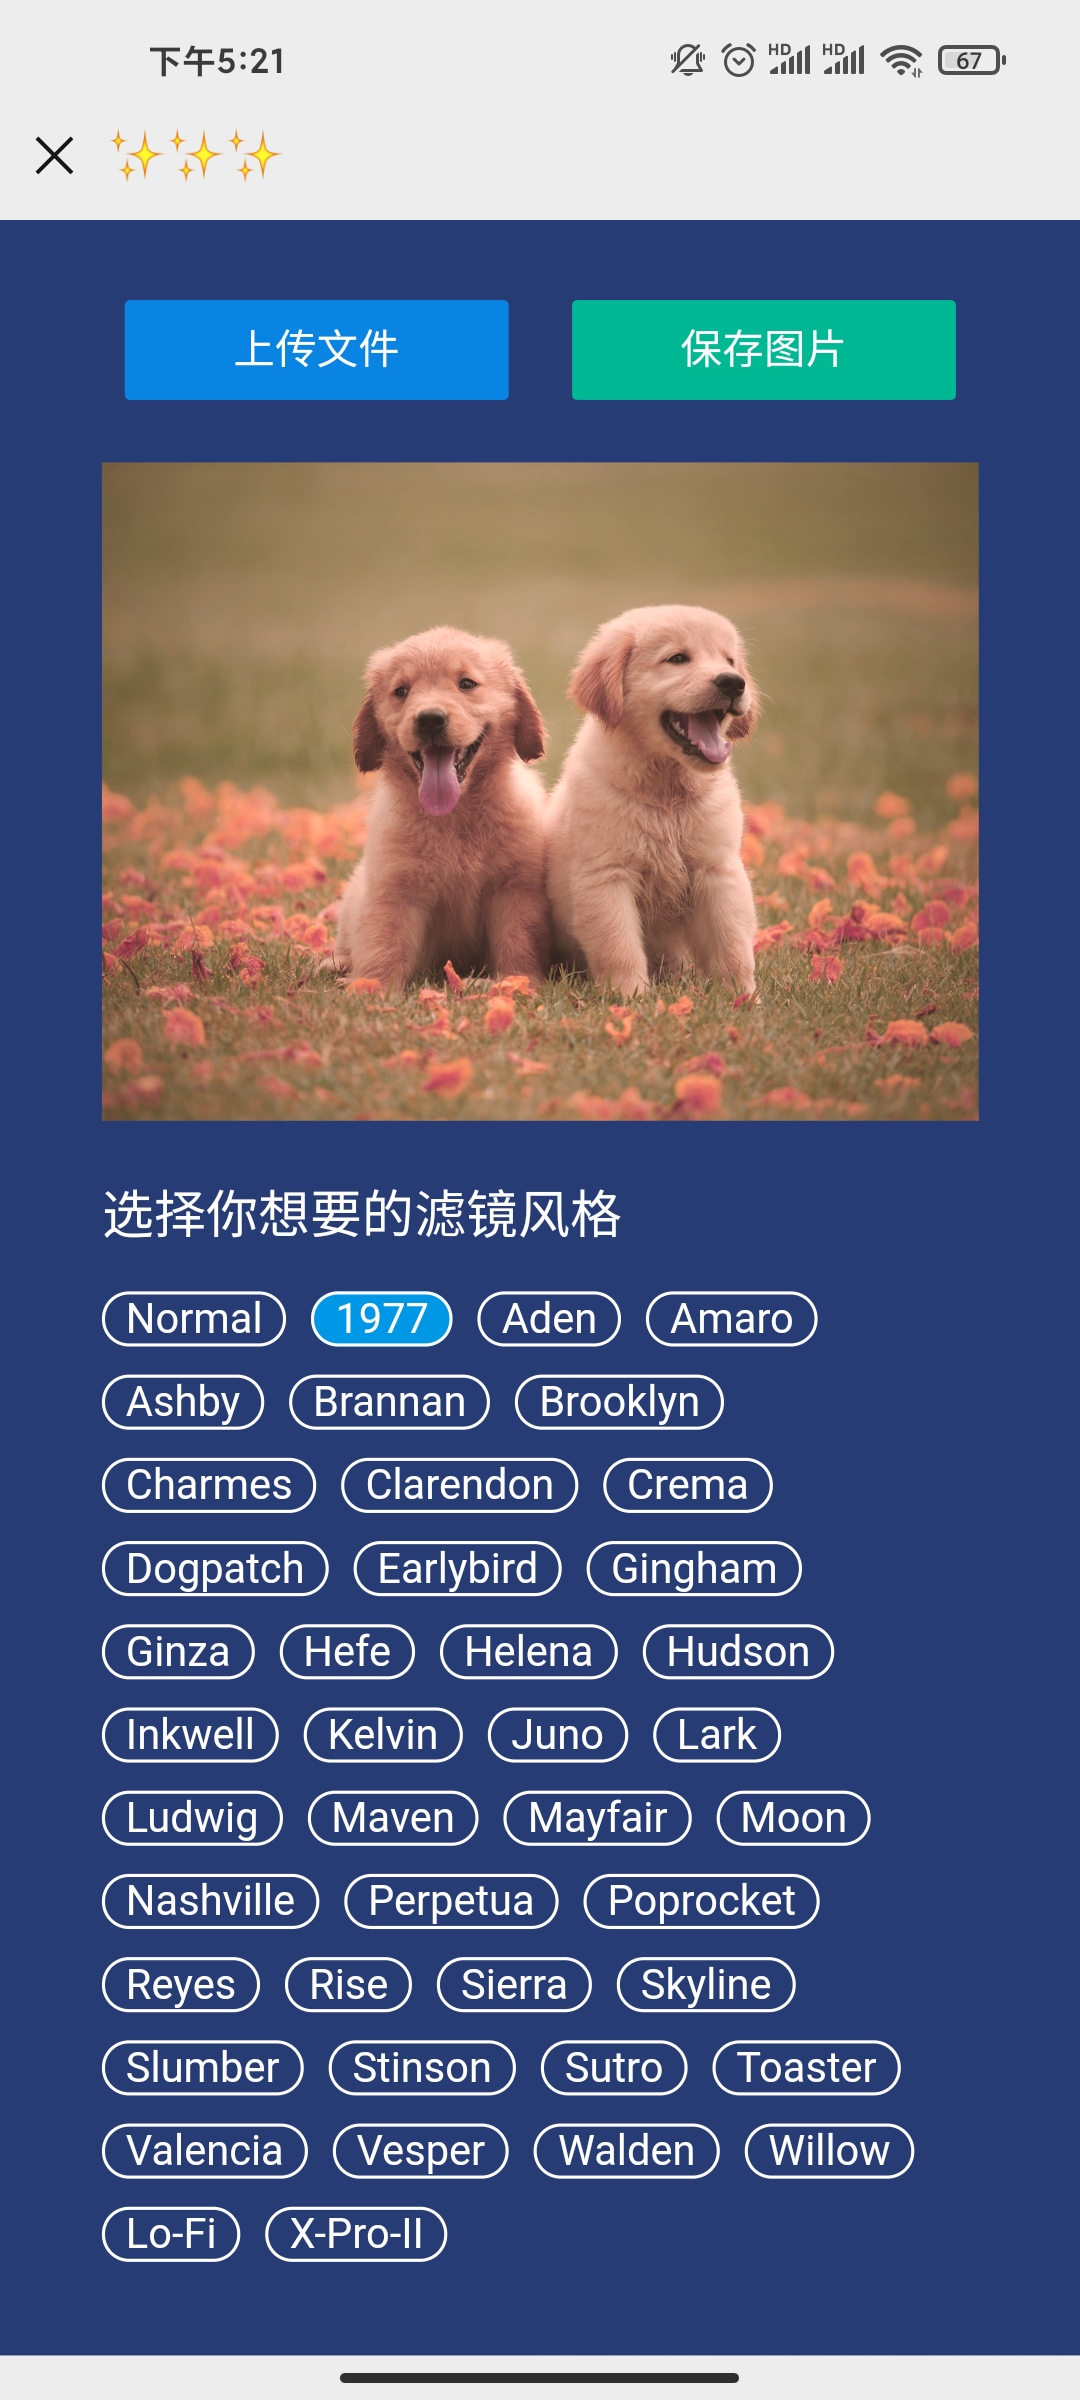 下午5:21 HD HD 67
✨✨✨
上传文件 保存图片
选择你想要的滤镜风格
Normal 1977 Aden Amaro
Ashby Brannan Brooklyn
Charmes Clarendon Crema
Dogpatch Earlybird Gingham
Ginza Hefe Helena Hudson
Inkwell Kelvin Juno Lark
Ludwig Maven Mayfair Moon
Nashville Perpetua Poprocket
Reyes Rise Sierra Skyline
Slumber Stinson Sutro Toaster
Valencia Vesper Walden Willow
Lo-Fi X-Pro-II